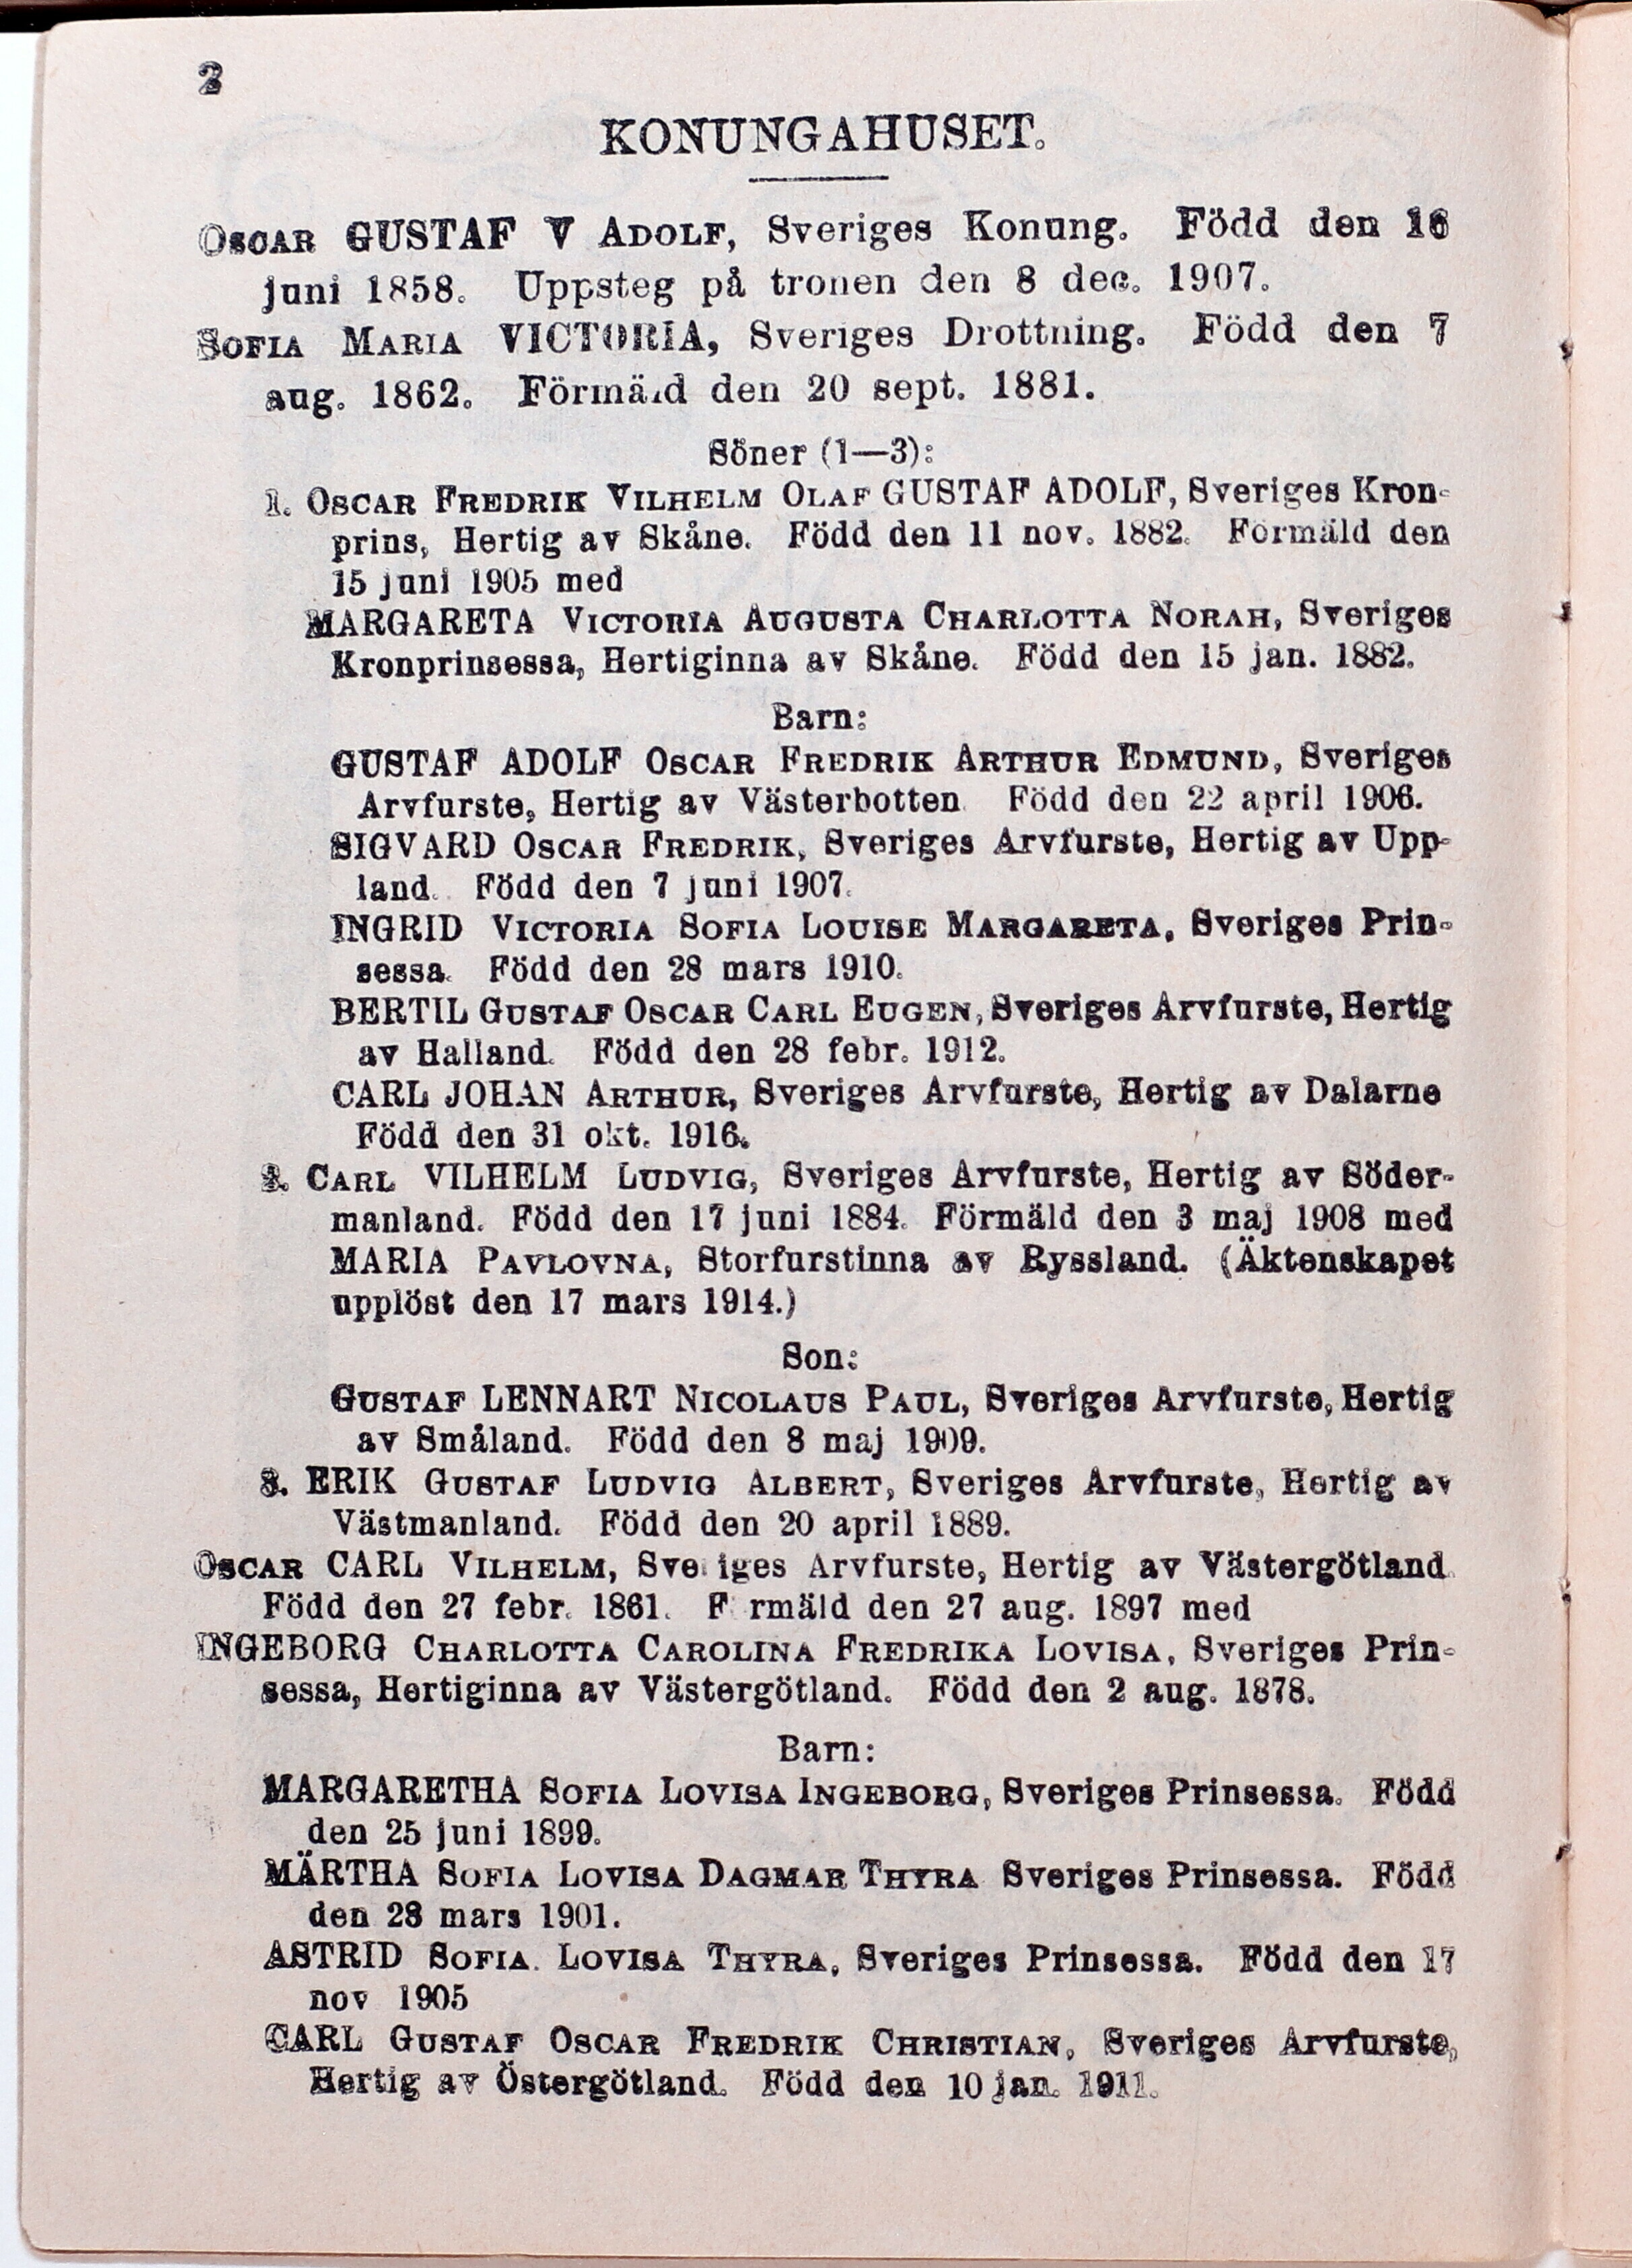 2
KONUNGAHUSET.
OSCAR GUSTAF V ADOLF, Sveriges Konung. Född den 16
juni 1858. Uppsteg på tronen den 8 dec. 1907.
SOFIA MARIA VICTORIA, Sveriges Drottning. Född den 7
aug. 1862. Förmäld den 20 sept. 1881.
Söner (1—3):
1. OSCAR FREDRIK VILHELM OLAF GUSTAF ADOLF, Sveriges Kron-
prins, Hertig av Skåne. Född den 11 nov. 1882. Förmäld den
15 juni 1905 med
MARGARETA VICTORIA AUGUSTA CHARLOTTA NORAH, Sveriges
Kronprinsessa, Hertiginna av Skåne. Född den 15 jan. 1882.
Barn:
GUSTAF ADOLF OSCAR FREDRIK ARTHUR EDMUND, Sveriges
Arvfurste, Hertig av Västerbotten. Född den 22 april 1906.
SIGVARD OSCAR FREDRIK, Sveriges Arvfurste, Hertig av Upp-
land. Född den 7 juni 1907.
INGRID VICTORIA SOFIA LOUISE MARGARETA, Sveriges Prin-
sessa. Född den 28 mars 1910.
BERTIL GUSTAF OSCAR CARL EUGEN, Sveriges Arvfurste, Hertig
av Halland. Född den 28 febr. 1912.
CARL JOHAN ARTHUR, Sveriges Arvfurste, Hertig av Dalarne
Född den 31 okt. 1916.
2. CARL VILHELM LUDVIG, Sveriges Arvfurste, Hertig av Söder-
manland. Född den 17 juni 1884. Förmäld den 3 maj 1908 med
MARIA PAVLOVNA, Storfurstinna av Ryssland. (Äktenskapet
upplöst den 17 mars 1914.)
Son:
GUSTAF LENNART NICOLAUS PAUL, Sveriges Arvfurste, Hertig
av Småland. Född den 8 maj 1909.
3. ERIK GUSTAF LUDVIG ALBERT, Sveriges Arvfurste, Hertig av
Västmanland. Född den 20 april 1889.
OSCAR CARL VILHELM, Sveriges Arvfurste, Hertig av Västergötland.
Född den 27 febr. 1861. Förmäld den 27 aug. 1897 med
INGEBORG CHARLOTTA CAROLINA FREDRIKA LOVISA, Sveriges Prin-
sessa, Hertiginna av Västergötland. Född den 2 aug. 1878.
Barn:
MARGARETHA SOFIA LOVISA INGEBORG, Sveriges Prinsessa. Född
den 25 juni 1899.
MÄRTHA SOFIA LOVISA DAGMAR THYRA Sveriges Prinsessa. Född
den 28 mars 1901.
ASTRID SOFIA LOVISA THYRA, Sveriges Prinsessa. Född den 17
nov 1905
CARL GUSTAF OSCAR FREDRIK CHRISTIAN, Sveriges Arvfurste,
Hertig av Östergötland. Född den 10 jan. 1911.